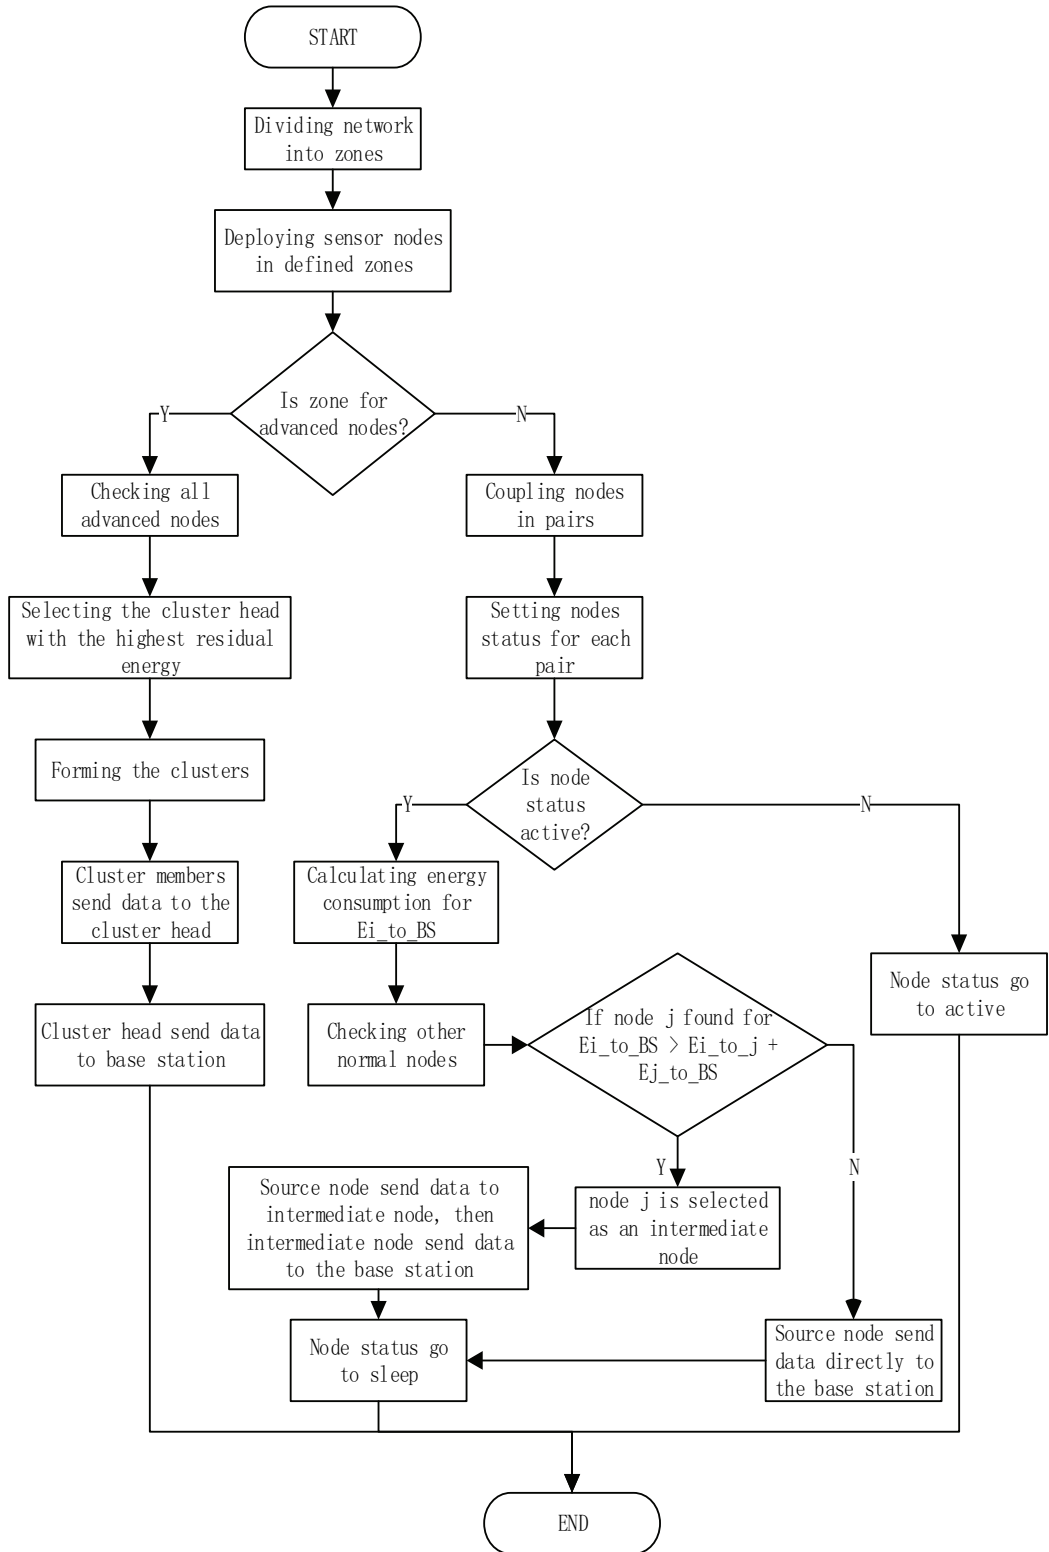 START
Dividing network
into zones
Deploying sensor nodes
in defined zones
Is zone for
advanced nodes?
Y
N
Checking all
advanced nodes
Coupling nodes
in pairs
Selecting the cluster head
with the highest residual
energy
Setting nodes
status for each
pair
Forming the clusters
Is node
status
active?
Y
N
Cluster members
send data to the
cluster head
Calculating energy
consumption for
Ei_to_BS
Node status go
to active
Cluster head send data
to base station
Checking other
normal nodes
If node j found for
Ei_to_BS > Ei_to_j +
Ej_to_BS
Y
N
Source node send data to
intermediate node, then
intermediate node send data
to the base station
node j is selected
as an intermediate
node
Node status go
to sleep
Source node send
data directly to
the base station
END